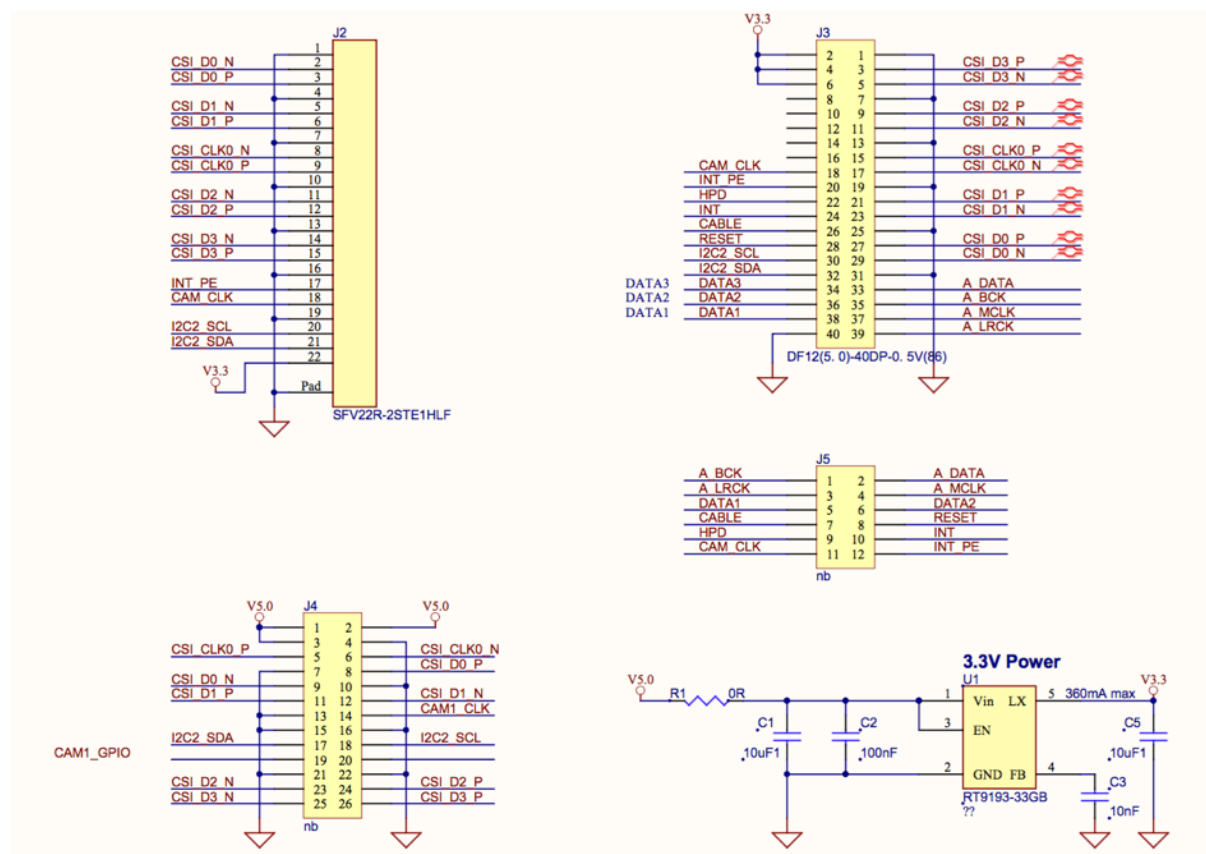 J2
1
CSI_D0_N 2
CSI_D0_P 3
4
CSI_D1_N 5
CSI_D1_P 6
7
CSI_CLK0_N 8
CSI_CLK0_P 9
10
CSI_D2_N 11
CSI_D2_P 12
13
CSI_D3_N 14
CSI_D3_P 15
16
INT_PE 17
CAM_CLK 18
19
I2C2_SCL 20
I2C2_SDA 21
22
V3.3
Pad
SFV22R-2STE1HLF
V3.3
J3
2 1
4 3 CSI_D3_P
6 5 CSI_D3_N
8 7
10 9 CSI_D2_P
12 11 CSI_D2_N
14 13
16 15 CSI_CLK0_P
CAM_CLK 18 17 CSI_CLK0_N
INT_PE 20 19
HPD 22 21 CSI_D1_P
INT 24 23 CSI_D1_N
CABLE 26 25
RESET 28 27 CSI_D0_P
I2C2_SCL 30 29 CSI_D0_N
I2C2_SDA 32 31
DATA3 DATA3 34 33 A_DATA
DATA2 DATA2 36 35 A_BCK
DATA1 DATA1 38 37 A_MCLK
40 39 A_LRCK
DF12(5. 0)-40DP-0. 5V(86)
J5
A_BCK 1 2 A_DATA
A_LRCK 3 4 A_MCLK
DATA1 5 6 DATA2
CABLE 7 8 RESET
HPD 9 10 INT
CAM_CLK 11 12 INT_PE
nb
V5.0 J4 V5.0
1 2
3 4
CSI_CLK0_P 5 6 CSI_CLK0_N
7 8 CSI_D0_P
CSI_D0_N 9 10
CSI_D1_P 11 12 CSI_D1_N
13 14 CAM1_CLK
15 16
I2C2_SDA 17 18 I2C2_SCL
CAM1_GPIO 19 20
21 22
CSI_D2_N 23 24 CSI_D2_P
CSI_D3_N 25 26 CSI_D3_P
nb
3.3V Power
V5.0 U1 V3.3
R1 0R 1 Vin LX 5 360mA max
C1 C2 3 EN C5
10uF1 100nF 10uF1
2 GND FB 4
RT9193-33GB C3
?? 10nF